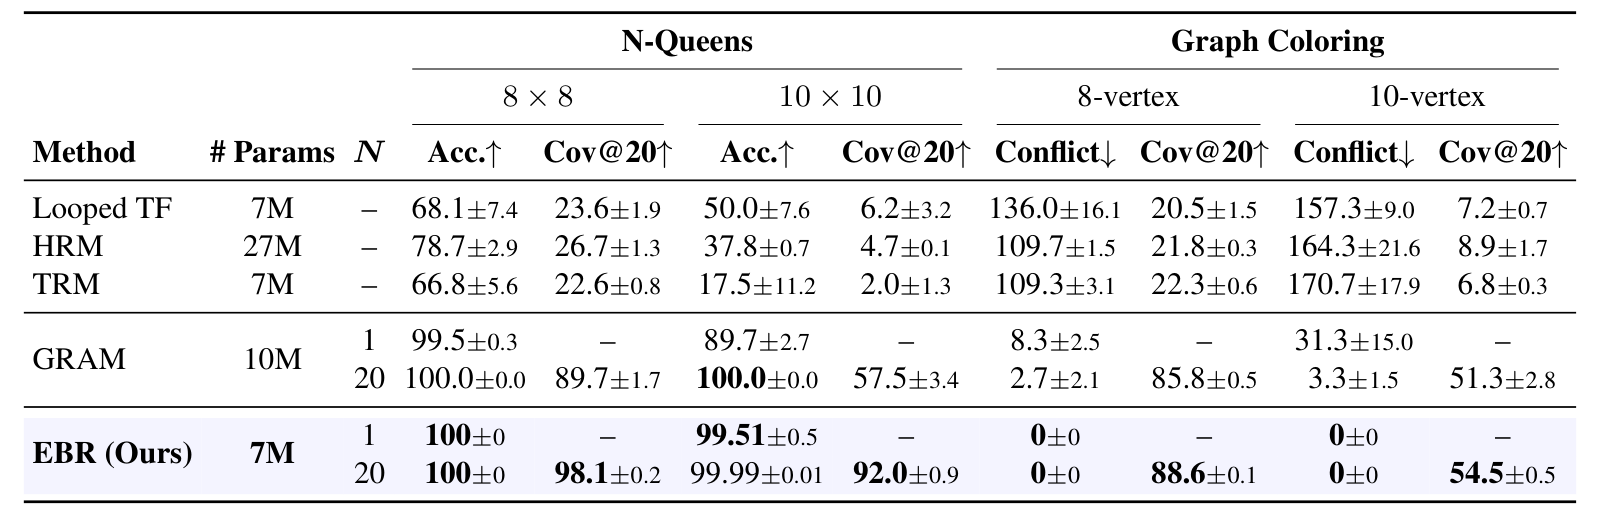 N-Queens Graph Coloring
8 × 8 10 × 10 8-vertex 10-vertex
Method # Params N Acc.↑ Cov@20↑ Acc.↑ Cov@20↑ Conflict↓ Cov@20↑ Conflict↓ Cov@20↑
Looped TF 7M – 68.1±7.4 23.6±1.9 50.0±7.6 6.2±3.2 136.0±16.1 20.5±1.5 157.3±9.0 7.2±0.7
HRM 27M – 78.7±2.9 26.7±1.3 37.8±0.7 4.7±0.1 109.7±1.5 21.8±0.3 164.3±21.6 8.9±1.7
TRM 7M – 66.8±5.6 22.6±0.8 17.5±11.2 2.0±1.3 109.3±3.1 22.3±0.6 170.7±17.9 6.8±0.3
GRAM 10M 1 99.5±0.3 – 89.7±2.7 – 8.3±2.5 – 31.3±15.0 –
20 100.0±0.0 89.7±1.7 100.0±0.0 57.5±3.4 2.7±2.1 85.8±0.5 3.3±1.5 51.3±2.8
EBR (Ours) 7M 1 100±0 – 99.51±0.5 – 0±0 – 0±0 –
20 100±0 98.1±0.2 99.99±0.01 92.0±0.9 0±0 88.6±0.1 0±0 54.5±0.5